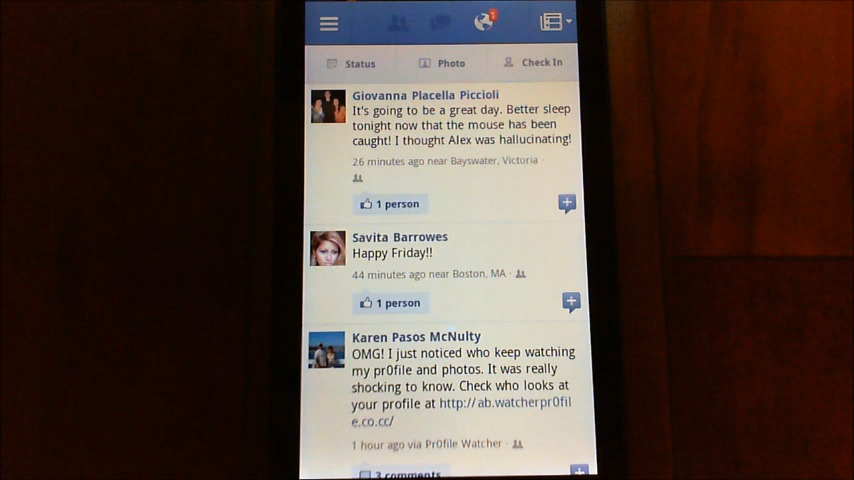 1
Status Photo Check In
Giovanna Placella Piccioli
It's going to be a great day. Better sleep
tonight now that the mouse has been
caught! I thought Alex was hallucinating!
26 minutes ago near Bayswater, Victoria ·
1 person
Savita Barrowes
Happy Friday!!
44 minutes ago near Boston, MA ·
1 person
Karen Pasos McNulty
OMG! I just noticed who keep watching
my pr0file and photos. It was really
shocking to know. Check who looks at
your profile at http://ab.watcherpr0fil
e.co.cc/
1 hour ago via Pr0file Watcher ·
3 comments